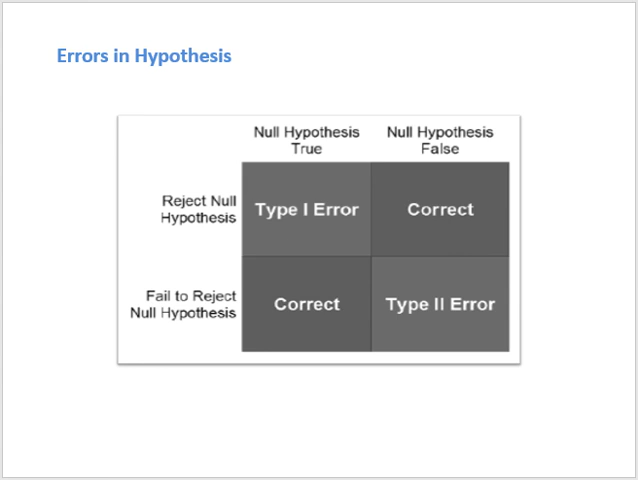 Errors in Hypothesis
Null Hypothesis Null Hypothesis
True False
Reject Null
Hypothesis
Type I Error Correct
Fail to Reject
Null Hypothesis
Correct Type II Error